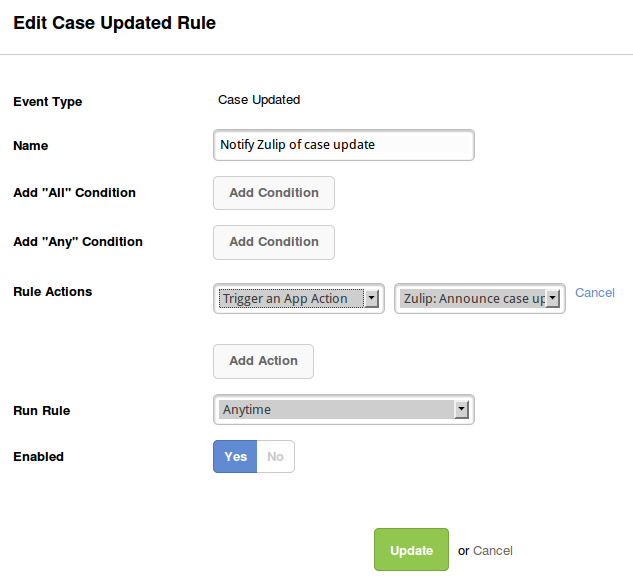 Edit Case Updated Rule
Event Type Case Updated
Name Notify Zulip of case update
Add "All" Condition Add Condition
Add "Any" Condition Add Condition
Rule Actions Trigger an App Action Zulip: Announce case up Cancel
Add Action
Run Rule Anytime
Enabled Yes No
Update or Cancel